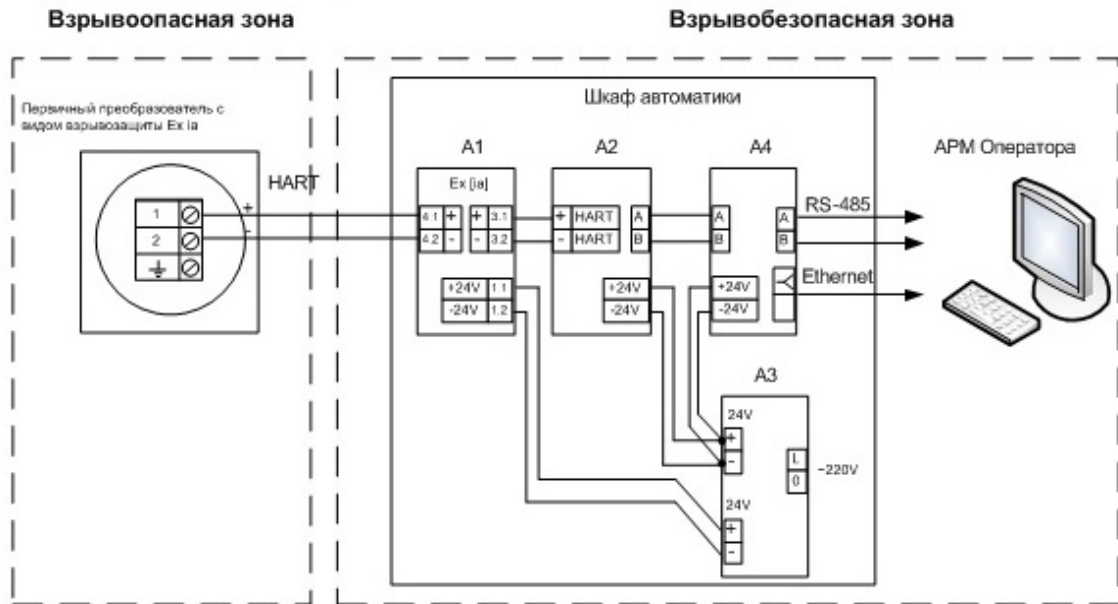 Взрывоопасная зона
Взрывобезопасная зона
Первичный преобразователь с
видом взрывозащиты Ex ia
Шкаф автоматики
A1
A2
A4
АРМ Оператора
HART
Ex [ia]
1
+
4.1 + + 3.1
+ HART A
A A
RS-485
2
-
4.2 - - 3.2
- HART B
B B
Ethernet
+24V 1.1
-24V 1.2
+24V
-24V
+24V
-24V
A3
24V
+
-
L
0
~220V
24V
+
-